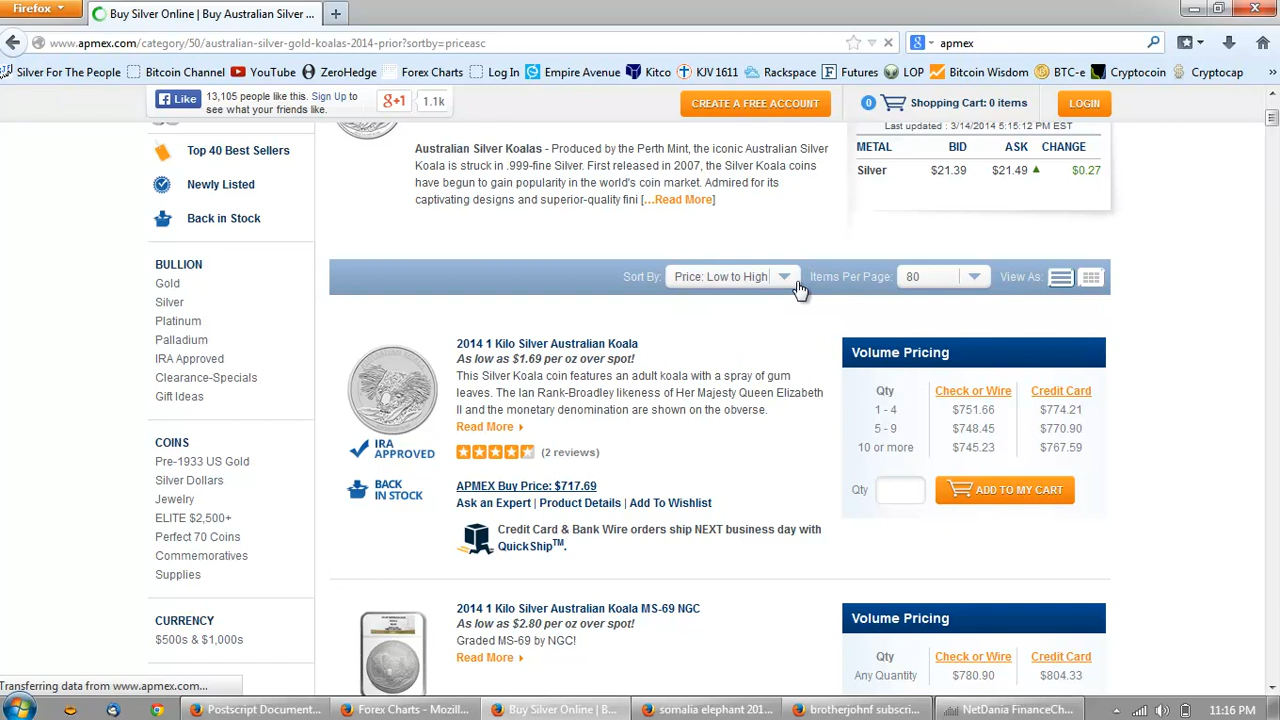 Firefox
Buy Silver Online | Buy Australian Silver ...
www.apmex.com/category/50/australian-silver-gold-koalas-2014-prior?sortby=priceasc
apmex
Silver For The People
Bitcoin Channel
YouTube
ZeroHedge
Forex Charts
Log In
Empire Avenue
Kitco
KJV 1611
Rackspace
Futures
LOP
Bitcoin Wisdom
BTC-e
Cryptocoin
Cryptocap
Like
13,105 people like this. Sign Up to
see what your friends like.
+1
1.1k
CREATE A FREE ACCOUNT
0
Shopping Cart: 0 items
LOGIN
Top 40 Best Sellers
Newly Listed
Back in Stock
BULLION
Gold
Silver
Platinum
Palladium
IRA Approved
Clearance-Specials
Gift Ideas
COINS
Pre-1933 US Gold
Silver Dollars
Jewelry
ELITE $2,500+
Perfect 70 Coins
Commemoratives
Supplies
CURRENCY
$500s & $1,000s
Australian Silver Koalas - Produced by the Perth Mint, the iconic Australian Silver
Koala is struck in .999-fine Silver. First released in 2007, the Silver Koala coins
have begun to gain popularity in the world's coin market. Admired for its
captivating designs and superior-quality fini [...Read More]
Last updated : 3/14/2014 5:15:12 PM EST
METAL BID ASK CHANGE
Silver $21.39 $21.49 $0.27
Sort By: Price: Low to High Items Per Page: 80 View As:
2014 1 Kilo Silver Australian Koala
As low as $1.69 per oz over spot!
This Silver Koala coin features an adult koala with a spray of gum
leaves. The Ian Rank-Broadley likeness of Her Majesty Queen Elizabeth
II and the monetary denomination are shown on the obverse.
Read More
IRA
APPROVED
(2 reviews)
BACK
IN STOCK
APMEX Buy Price: $717.69
Ask an Expert | Product Details | Add To Wishlist
Credit Card & Bank Wire orders ship NEXT business day with
QuickShip™.
Volume Pricing
Qty Check or Wire Credit Card
1 - 4 $751.66 $774.21
5 - 9 $748.45 $770.90
10 or more $745.23 $767.59
Qty ADD TO MY CART
2014 1 Kilo Silver Australian Koala MS-69 NGC
As low as $2.80 per oz over spot!
Graded MS-69 by NGC!
Read More
Volume Pricing
Qty Check or Wire Credit Card
Any Quantity $780.90 $804.33
Transferring data from www.apmex.com...
Postscript Document...
Forex Charts - Mozill...
Buy Silver Online | B...
somalia elephant 201...
brotherjohnf subscri...
NetDania FinanceCh...
11:16 PM